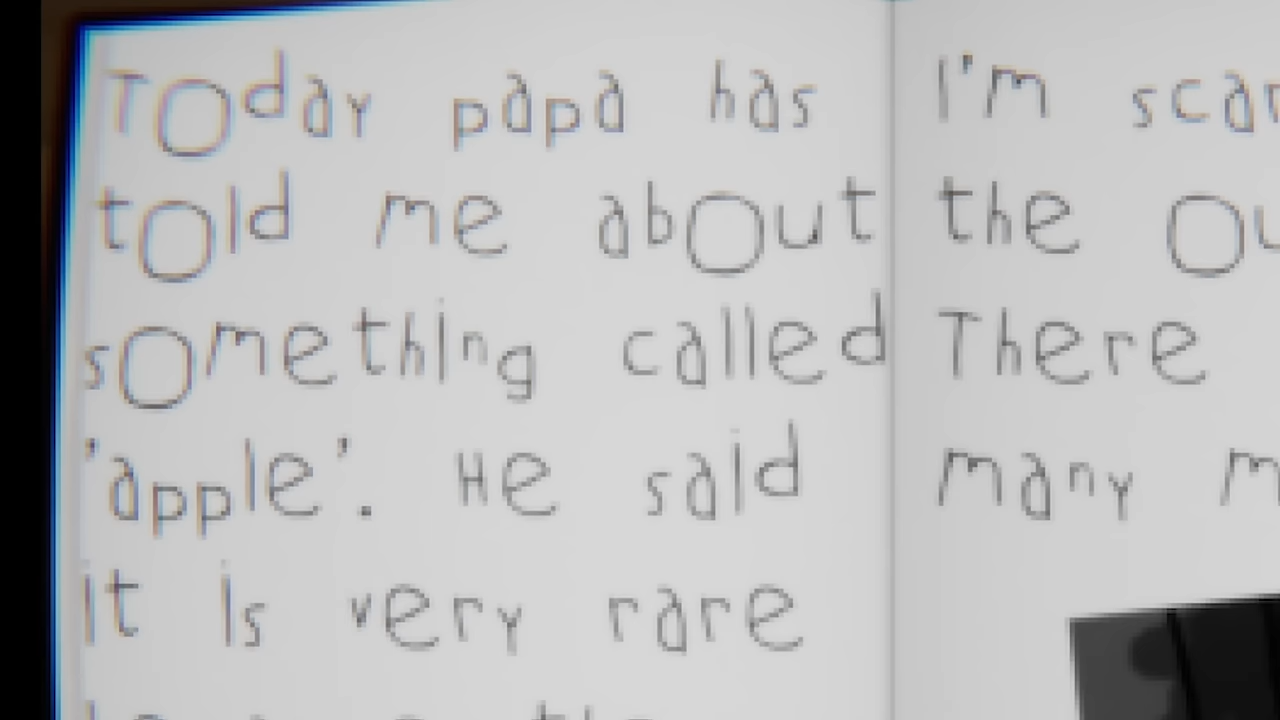 Today papa has
told me about
something called
'apple'. He said
it is very rare
I'm
the
There
many